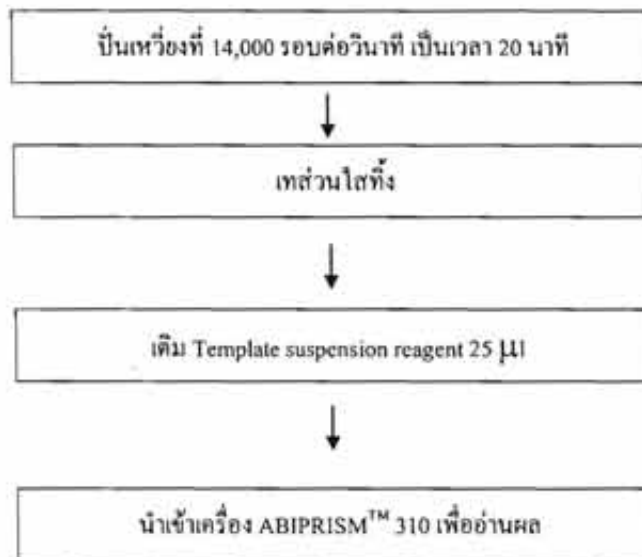 ปั่นเหวี่ยงที่ 14,000 รอบต่อวินาที เป็นเวลา 20 นาที
เทส่วนใสทิ้ง
เติม Template suspension reagent 25 μl
นำเข้าเครื่อง ABIPRISM™ 310 เพื่ออ่านผล